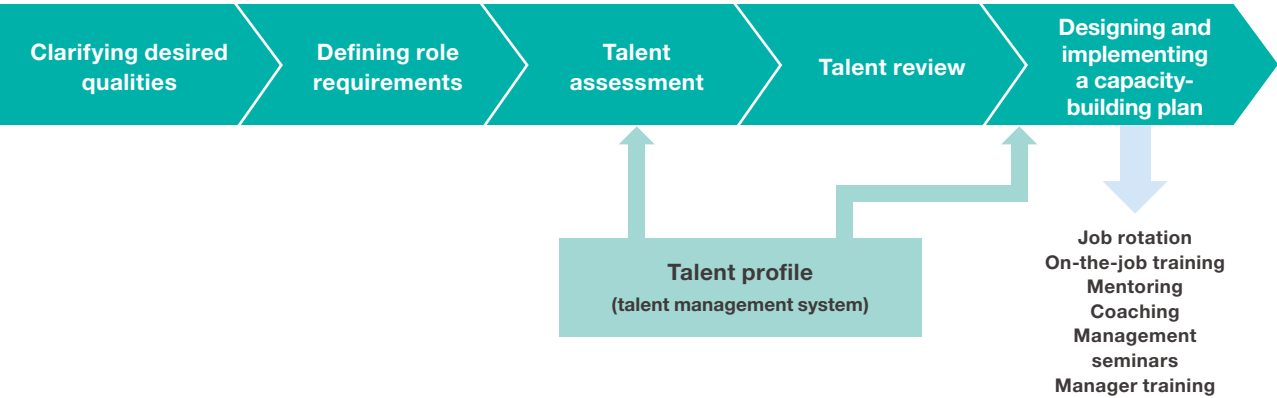 Clarifying desired
qualities
Defining role
requirements
Talent
assessment
Talent review
Designing and
implementing
a capacity-
building plan
Talent profile
(talent management system)
Job rotation
On-the-job training
Mentoring
Coaching
Management
seminars
Manager training